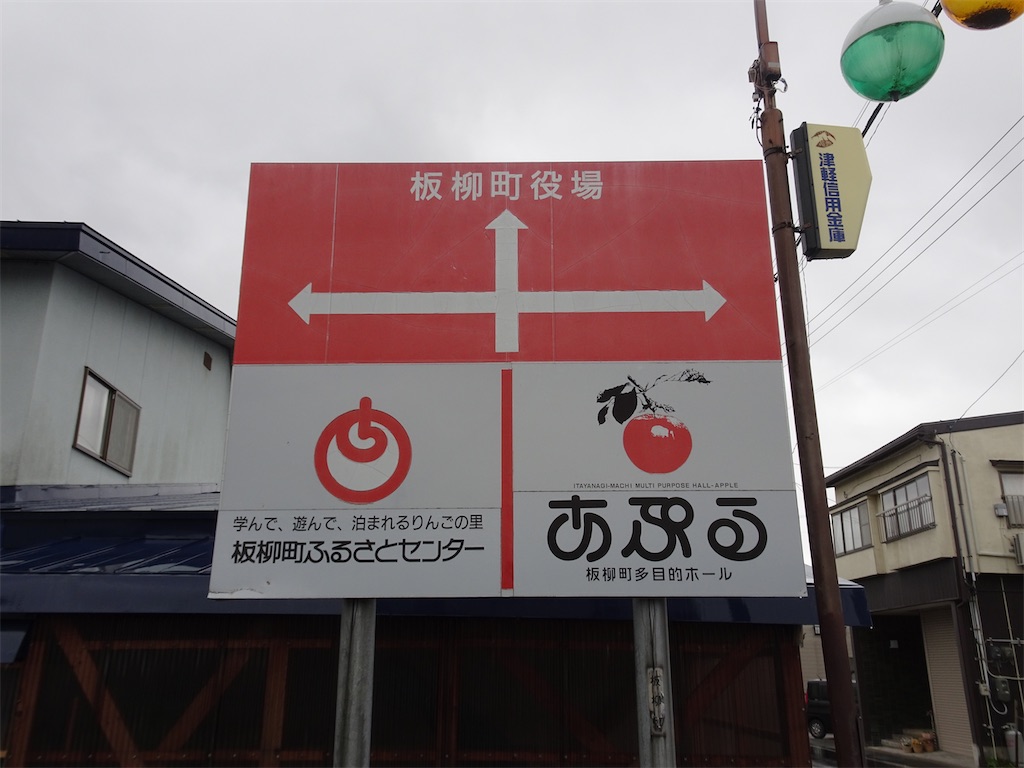 板柳町役場
学んで、遊んで、泊まれるりんごの里
板柳町ふるさとセンター
ITAYANAGI-MACHI MULTI PURPOSE HALL-APPLE
あぷる
板柳町多目的ホール
津軽信用金庫